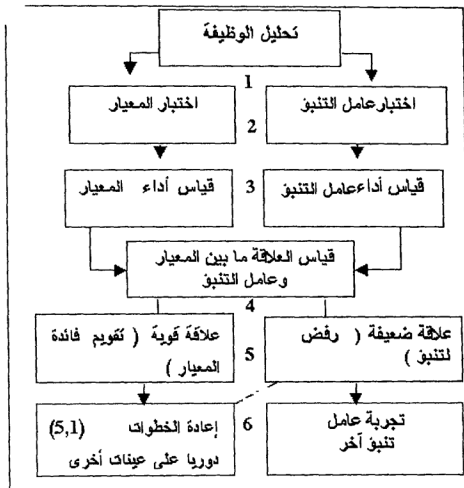 تحليل الوظيفة
1
اختبار عامل التنبؤ
اختبار المعيار
2
قياس أداء عامل التنبؤ
3
قياس أداء المعيار
قياس العلاقة ما بين المعيار
وعامل التنبؤ
4
علاقة ضعيفة ( رفض
لتنبؤ )
5
علاقة قوية ( تقويم فائدة
المعيار )
تجربة عامل
تنبؤ آخر
6
إعادة الخطوات (5,1)
دوريا على عينات أخرى